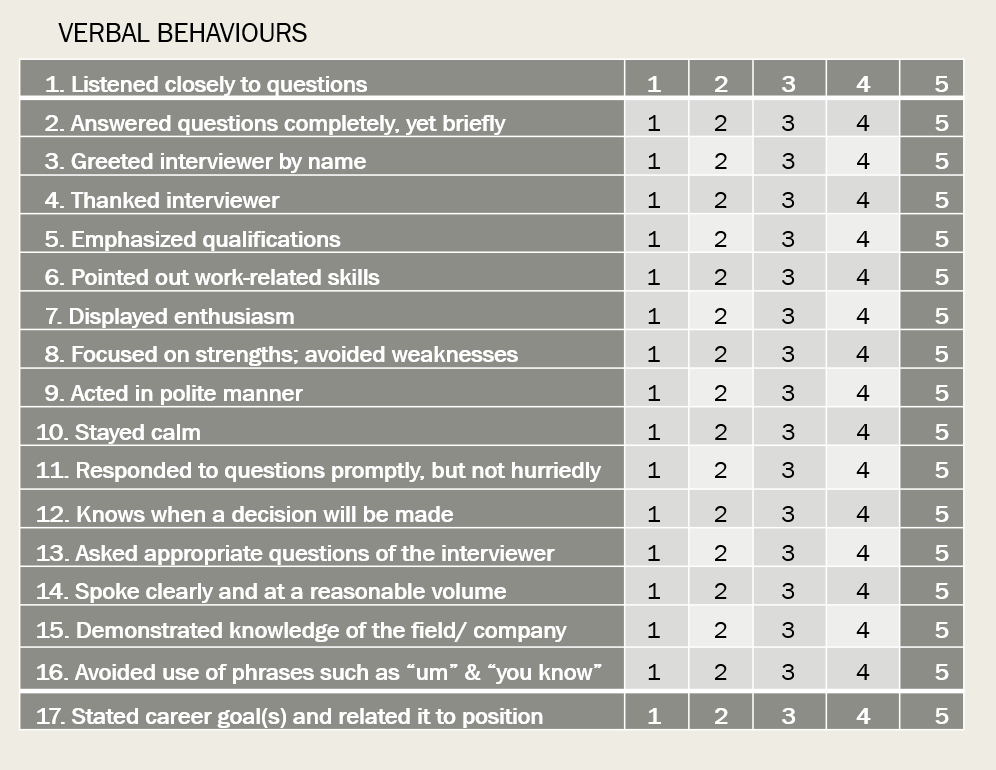 VERBAL BEHAVIOURS
1. Listened closely to questions 1 2 3 4 5
2. Answered questions completely, yet briefly 1 2 3 4 5
3. Greeted interviewer by name 1 2 3 4 5
4. Thanked interviewer 1 2 3 4 5
5. Emphasized qualifications 1 2 3 4 5
6. Pointed out work-related skills 1 2 3 4 5
7. Displayed enthusiasm 1 2 3 4 5
8. Focused on strengths; avoided weaknesses 1 2 3 4 5
9. Acted in polite manner 1 2 3 4 5
10. Stayed calm 1 2 3 4 5
11. Responded to questions promptly, but not hurriedly 1 2 3 4 5
12. Knows when a decision will be made 1 2 3 4 5
13. Asked appropriate questions of the interviewer 1 2 3 4 5
14. Spoke clearly and at a reasonable volume 1 2 3 4 5
15. Demonstrated knowledge of the field/ company 1 2 3 4 5
16. Avoided use of phrases such as “um” & “you know” 1 2 3 4 5
17. Stated career goal(s) and related it to position 1 2 3 4 5